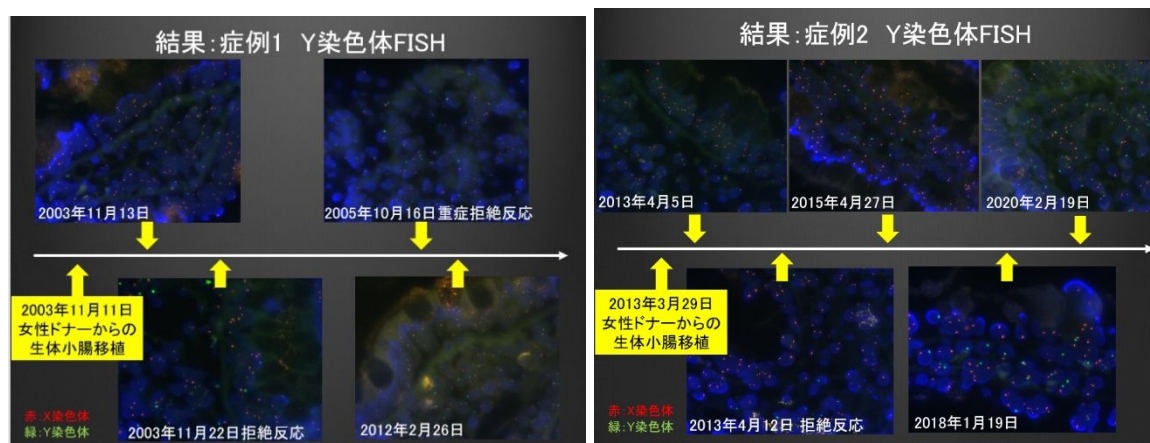 結果:症例1 Y染色体FISH
2003年11月13日
2005年10月16日重症拒絶反応
2003年11月11日
女性ドナーからの
生体小腸移植
2003年11月22日拒絶反応
2012年2月26日
赤:X染色体
緑:Y染色体
結果:症例2 Y染色体FISH
2013年4月5日
2015年4月27日
2020年2月19日
2013年3月29日
女性ドナーからの
生体小腸移植
2013年4月12日 拒絶反応
2018年1月19日
赤:X染色体
緑:Y染色体